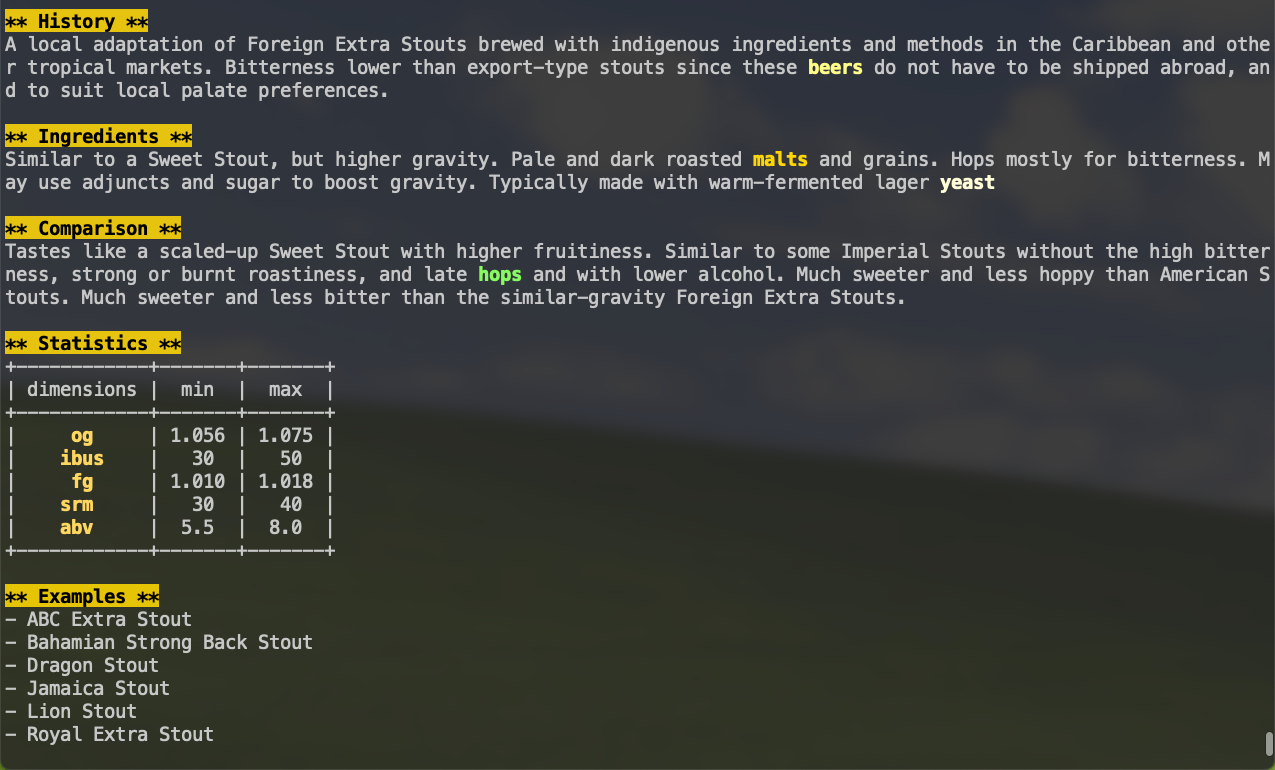 ** History **
A local adaptation of Foreign Extra Stouts brewed with indigenous ingredients and methods in the Caribbean and othe
r tropical markets. Bitterness lower than export-type stouts since these beers do not have to be shipped abroad, an
d to suit local palate preferences.
** Ingredients **
Similar to a Sweet Stout, but higher gravity. Pale and dark roasted malts and grains. Hops mostly for bitterness. M
ay use adjuncts and sugar to boost gravity. Typically made with warm-fermented lager yeast
** Comparison **
Tastes like a scaled-up Sweet Stout with higher fruitiness. Similar to some Imperial Stouts without the high bitter
ness, strong or burnt roastiness, and late hops and with lower alcohol. Much sweeter and less hoppy than American S
touts. Much sweeter and less bitter than the similar-gravity Foreign Extra Stouts.
** Statistics **
+------------+-------+-------+
| dimensions |  min  |  max  |
+------------+-------+-------+
|     og     | 1.056 | 1.075 |
|    ibus    |   30  |   50  |
|     fg     | 1.010 | 1.018 |
|    srm     |   30  |   40  |
|    abv     |  5.5  |  8.0  |
+------------+-------+-------+
** Examples **
- ABC Extra Stout
- Bahamian Strong Back Stout
- Dragon Stout
- Jamaica Stout
- Lion Stout
- Royal Extra Stout